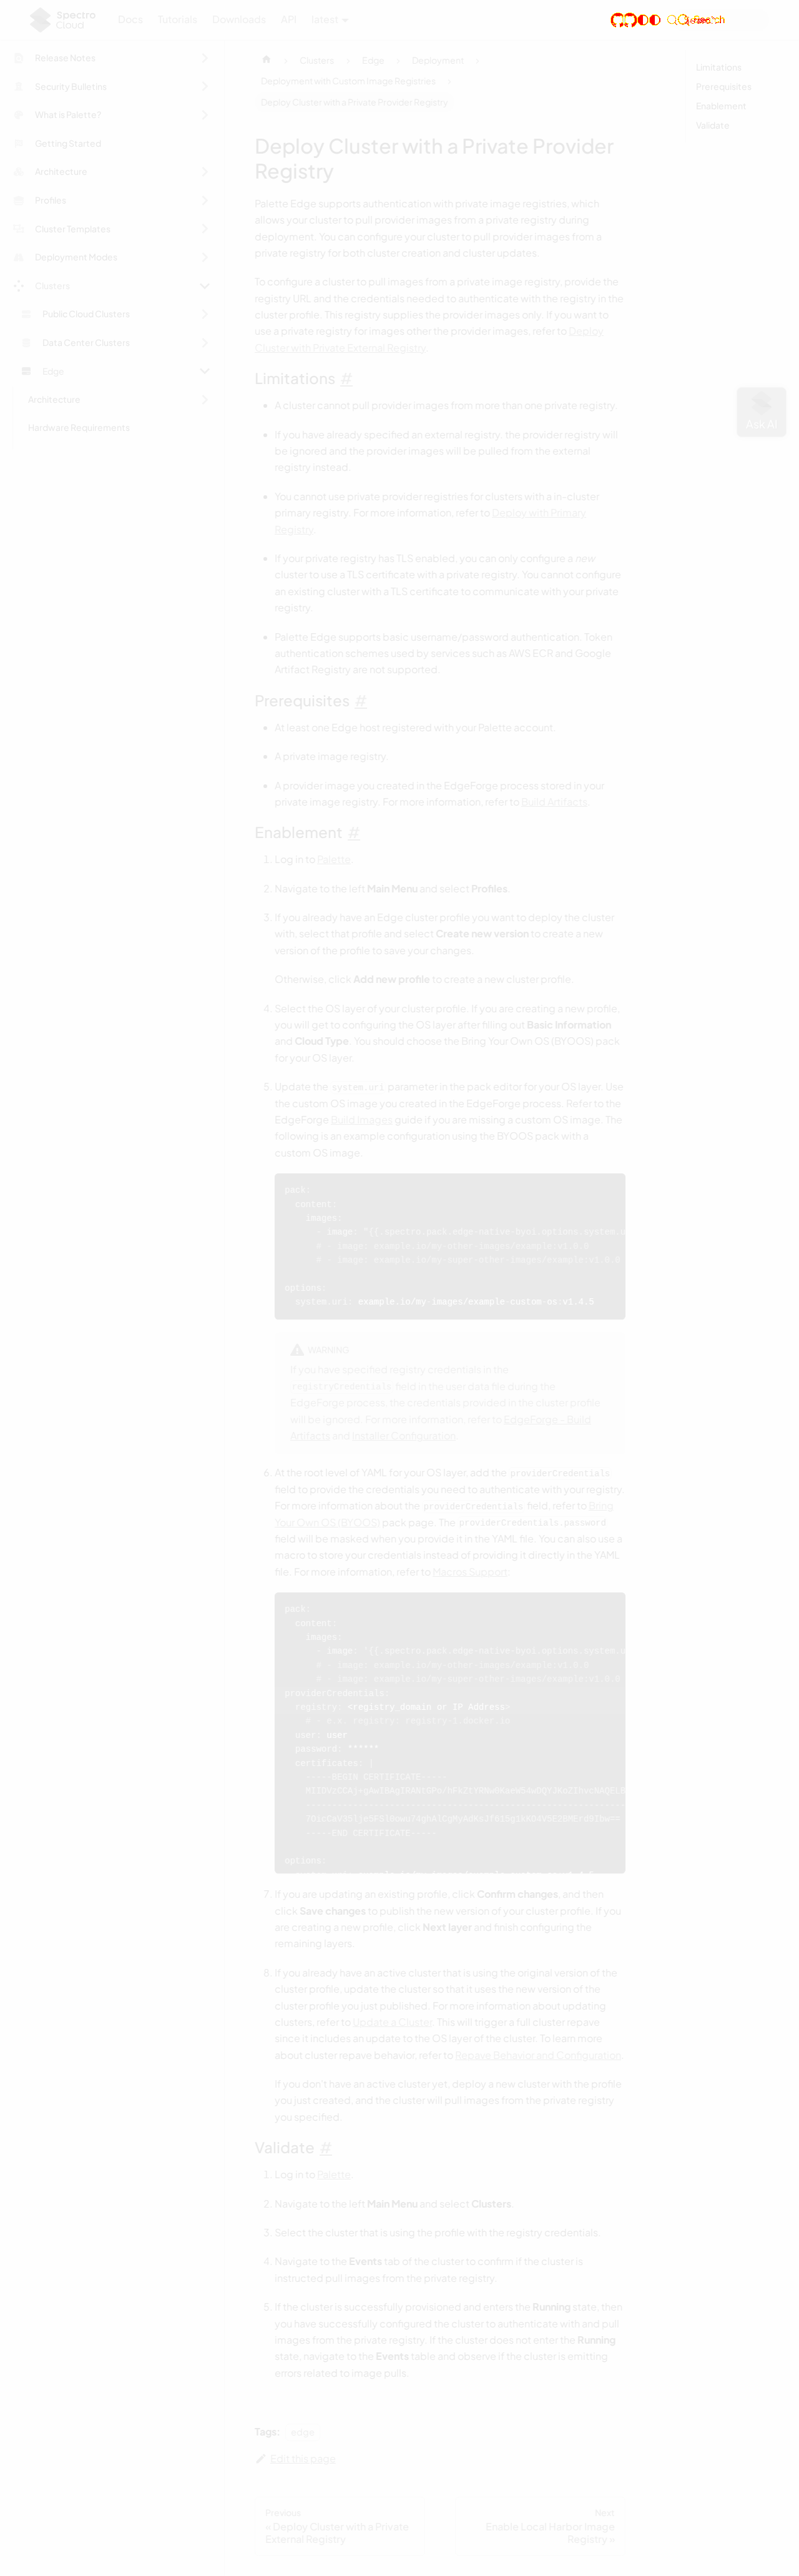 Spectro Cloud
Docs Tutorials Downloads API latest
Release Notes
Security Bulletins
What is Palette?
Getting Started
Architecture
Profiles
Cluster Templates
Deployment Modes
Clusters
Public Cloud Clusters
Data Center Clusters
Edge
Architecture
Hardware Requirements
Clusters Edge Deployment
Deployment with Custom Image Registries
Deploy Cluster with a Private Provider Registry
Limitations
Prerequisites
Enablement
Validate
Ask AI
Deploy Cluster with a Private Provider
Registry
Palette Edge supports authentication with private image registries, which
allows your cluster to pull provider images from a private registry during
deployment. You can configure your cluster to pull provider images from a
private registry for both cluster creation and cluster updates.
To configure a cluster to pull images from a private image registry, provide the
registry URL and the credentials needed to authenticate with the registry in the
cluster profile. This registry supplies the provider images only. If you want to
use a private registry for images other the provider images, refer to Deploy
Cluster with Private External Registry.
Limitations #
A cluster cannot pull provider images from more than one private registry.
If you have already specified an external registry, the provider registry will
be ignored and the provider images will be pulled from the external
registry instead.
You cannot use private provider registries for clusters with a in-cluster
primary registry. For more information, refer to Deploy with Primary
Registry.
If your private registry has TLS enabled, you can only configure a new
cluster to use a TLS certificate with a private registry. You cannot configure
an existing cluster with a TLS certificate to communicate with your private
registry.
Palette Edge supports basic username/password authentication. Token
authentication schemes used by services such as AWS ECR and Google
Artifact Registry are not supported.
Prerequisites #
At least one Edge host registered with your Palette account.
A private image registry.
A provider image you created in the EdgeForge process stored in your
private image registry. For more information, refer to Build Artifacts.
Enablement #
1. Log in to Palette.
2. Navigate to the left Main Menu and select Profiles.
3. If you already have an Edge cluster profile you want to deploy the cluster
with, select that profile and select Create new version to create a new
version of the profile to save your changes.
Otherwise, click Add new profile to create a new cluster profile.
4. Select the OS layer of your cluster profile. If you are creating a new profile,
you will get to configuring the OS layer after filling out Basic Information
and Cloud Type. You should choose the Bring Your Own OS (BYOOS) pack
for your OS layer.
5. Update the system.uri parameter in the pack editor for your OS layer. Use
the custom OS image you created in the EdgeForge process. Refer to the
EdgeForge Build Images guide if you are missing a custom OS image. The
following is an example configuration using the BYOOS pack with a
custom OS image.
pack:
content:
images:
- image: "{{.spectro.pack.edge-native-byoi.options.system.u
# - image: example.io/my-other-images/example:v1.0.0
# - image: example.io/my-super-other-images/example:v1.0.0
options:
system.uri: example.io/my-images/example-custom-os:v1.4.5
WARNING
If you have specified registry credentials in the
registryCredentials field in the user data file during the
EdgeForge process, the credentials provided in the cluster profile
will be ignored. For more information, refer to EdgeForge - Build
Artifacts and Installer Configuration.
6. At the root level of YAML for your OS layer, add the providerCredentials
field to provide the credentials you need to authenticate with your registry.
For more information about the providerCredentials field, refer to Bring
Your Own OS (BYOOS) pack page. The providerCredentials.password
field will be masked when you provide it in the YAML file. You can also use a
macro to store your credentials instead of providing it directly in the YAML
file. For more information, refer to Macros Support:
pack:
content:
images:
- image: '{{.spectro.pack.edge-native-byoi.options.system.u
# - image: example.io/my-other-images/example:v1.0.0
# - image: example.io/my-super-other-images/example:v1.0.0
providerCredentials:
registry: <registry_domain or IP Address>
user: user
password: ******
certificates: |
-----BEGIN CERTIFICATE-----
-----END CERTIFICATE-----
options:
7. If you are updating an existing profile, click Confirm changes, and then
click Save changes to publish the new version of your cluster profile. If you
are creating a new profile, click Next layer and finish configuring the
remaining layers.
8. If you already have an active cluster that is using the original version of the
cluster profile, update the cluster so that it uses the new version of the
cluster profile you just published. For more information about updating
clusters, refer to Update a Cluster. This will trigger a full cluster repave
since it includes an update to the OS layer of the cluster. To learn more
about cluster repave behavior, refer to Repave Behavior and Configuration.
If you don't have an active cluster yet, deploy a new cluster with the profile
you just created, and the cluster will pull images from the private registry
you specified.
Validate #
1. Log in to Palette.
2. Navigate to the left Main Menu and select Clusters.
3. Select the cluster that is using the profile with the registry credentials.
4. Navigate to the Events tab of the cluster to confirm if the cluster is
instructed pull images from the private registry.
5. If the cluster is successfully provisioned and enters the Running state, then
you have successfully configured the cluster to authenticate with and pull
images from the private registry. If the cluster does not enter the Running
state, navigate to the Events table and observe if the cluster is emitting
errors related to image pulls.
Tags: edge
Edit this page
Previous
« Deploy Cluster with a Private
External Registry
Next
Enable Local Harbor Image
Registry »